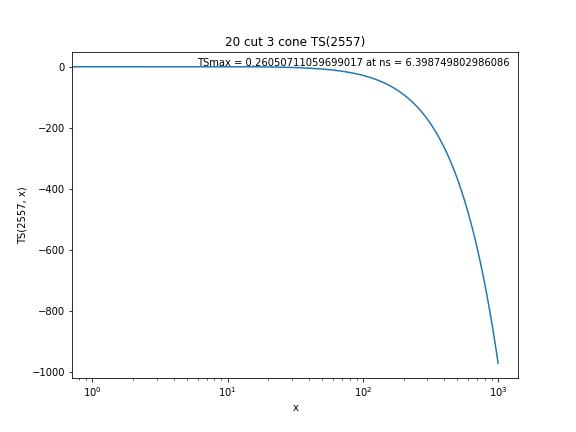 20 cut 3 cone TS(2557)
TSmax = 0.26050711059699017 at ns = 6.398749802986086
0
−200
−400
−600
−800
−1000
TS(2557, x)
10⁰ 10¹ 10² 10³
x